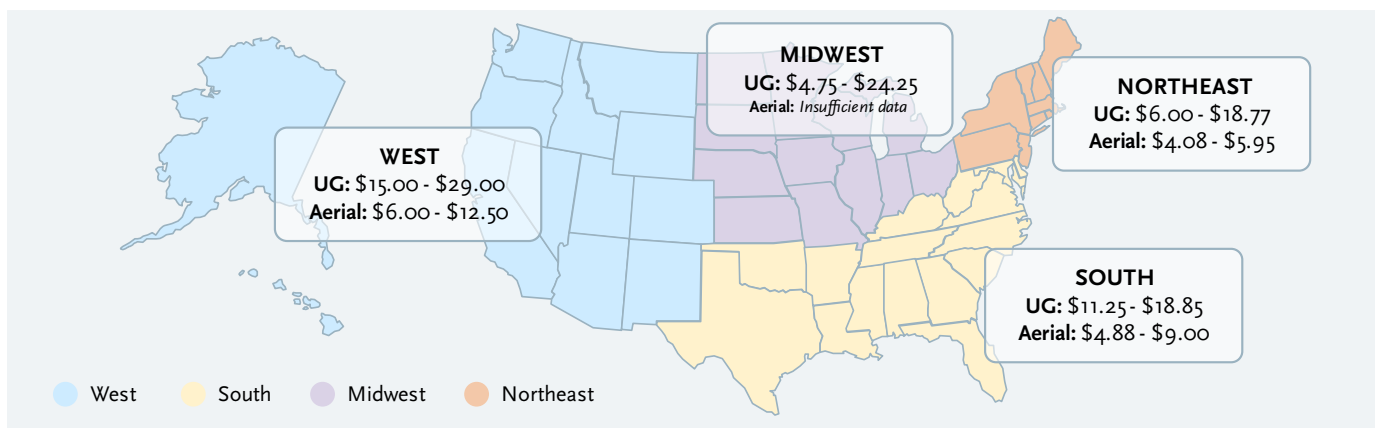 MIDWEST
UG: $4.75 - $24.25
Aerial: Insufficient data
NORTHEAST
UG: $6.00 - $18.77
Aerial: $4.08 - $5.95
WEST
UG: $15.00 - $29.00
Aerial: $6.00 - $12.50
SOUTH
UG: $11.25 - $18.85
Aerial: $4.88 - $9.00
West
South
Midwest
Northeast